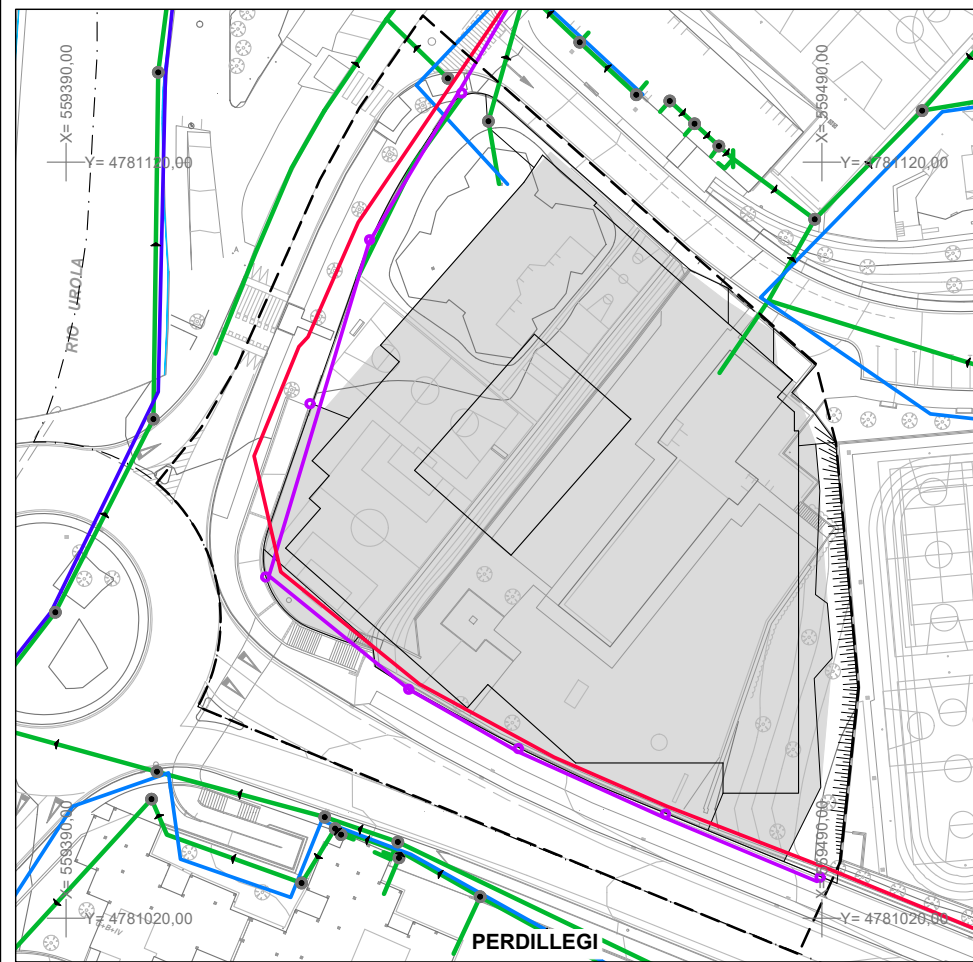 X= 559390,00
Y= 4781120,00
X= 559490,00
Y= 4781120,00
RIO UROLA
X= 559390,00
Y= 4781020,00
X= 559490,00
Y= 4781020,00
PERDILLEGI